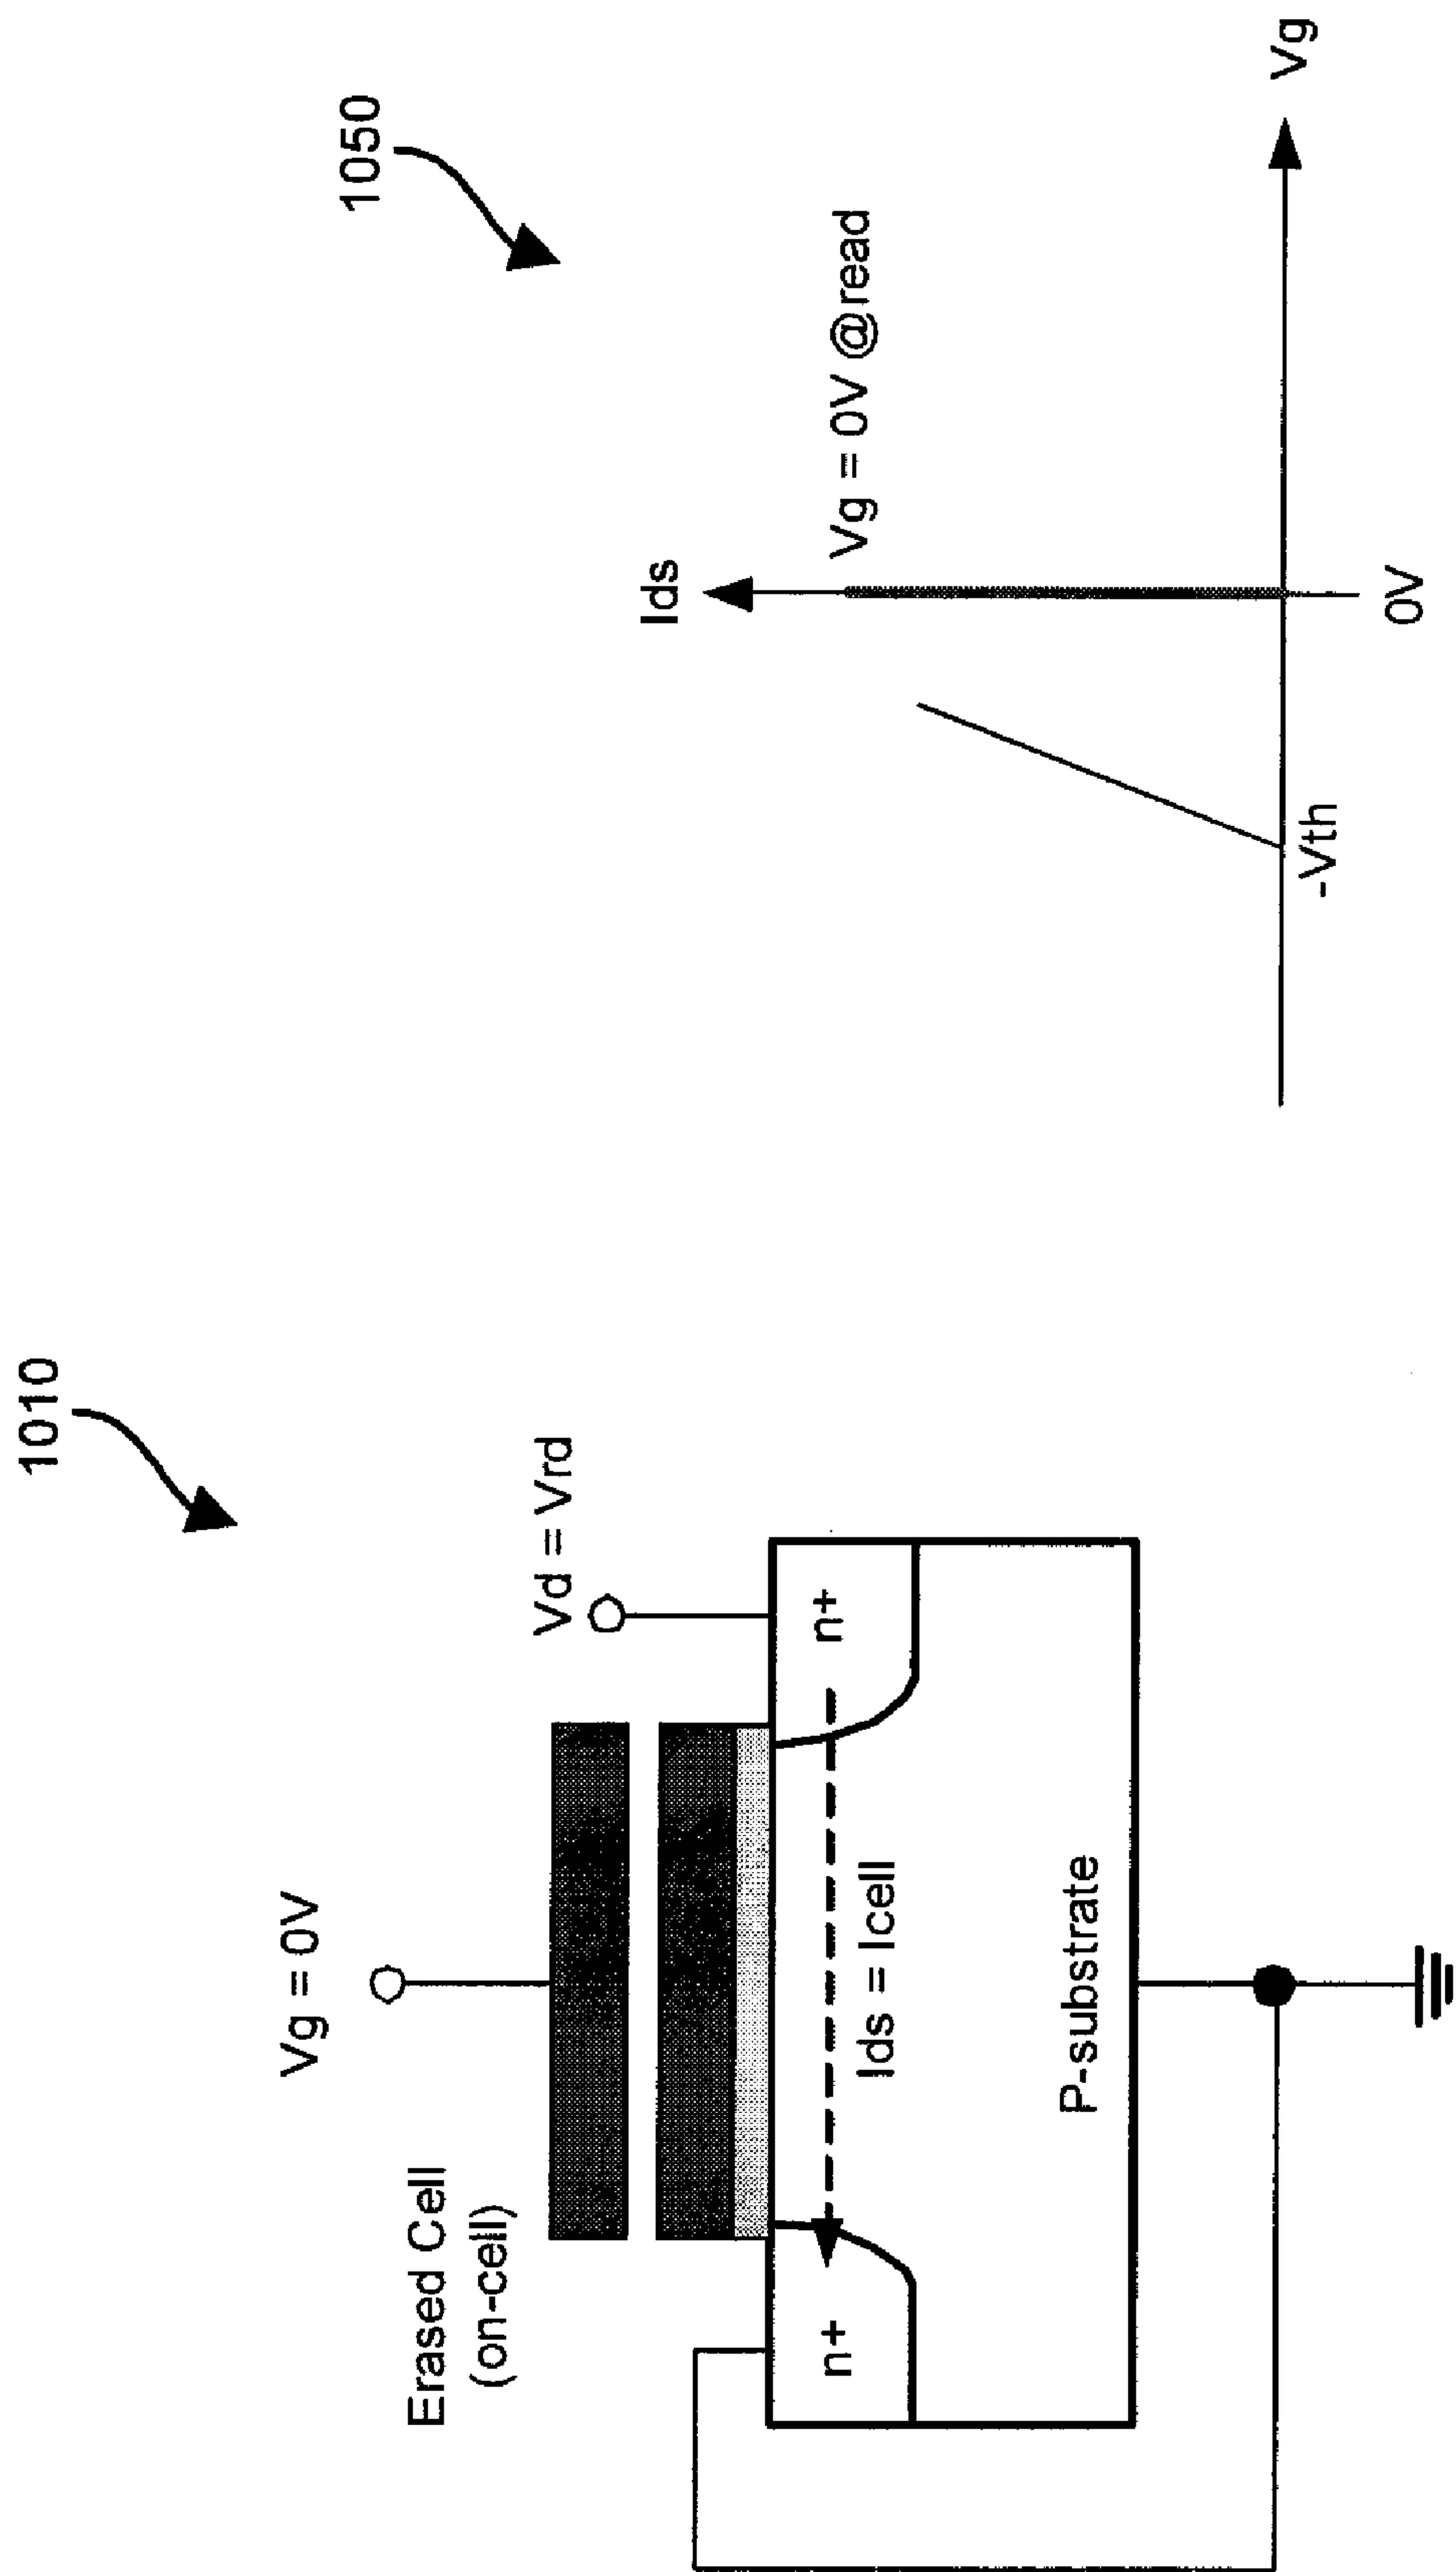 1010
Vg = 0V
Erased Cell
(on-cell)
Vd = Vrd
n+
n+
Ids = Icell
P-substrate
1050
Ids
Vg = 0V @read
-Vth
0V
Vg